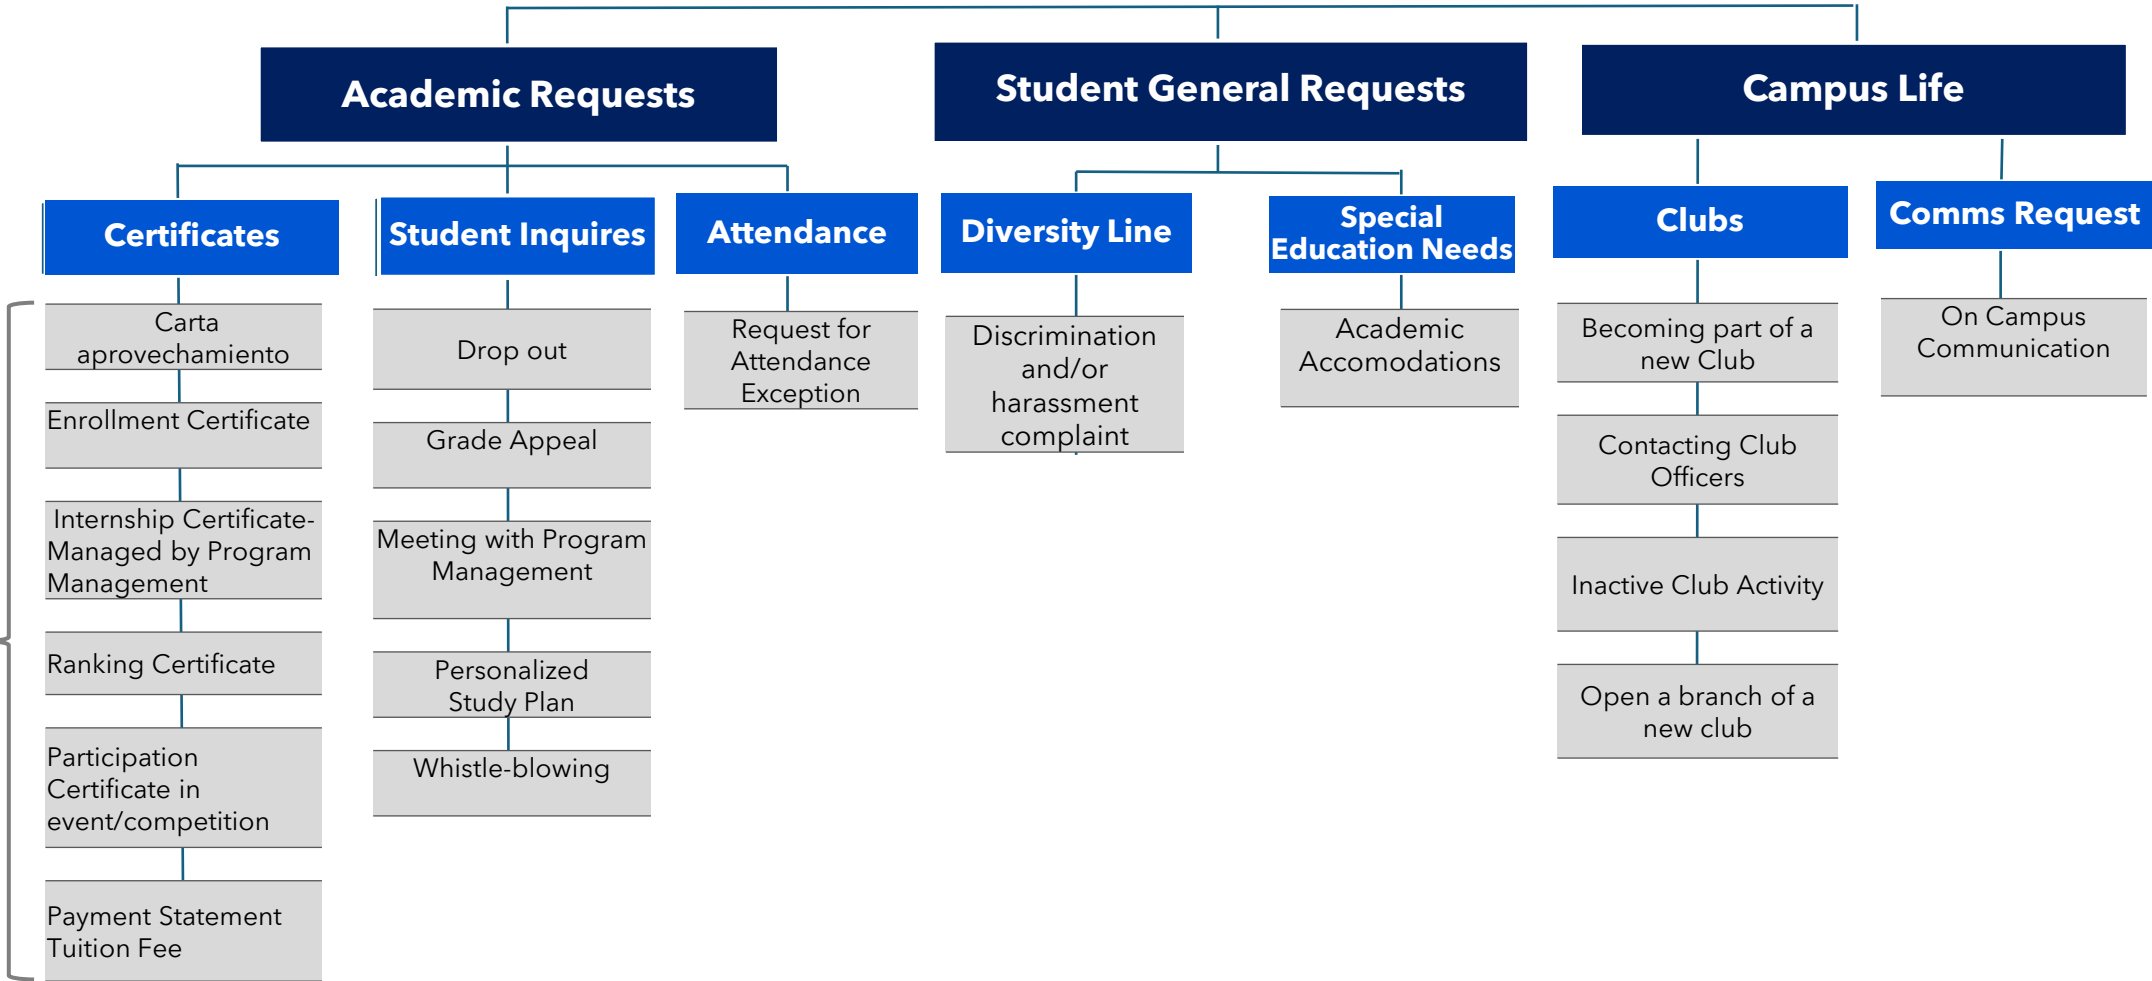 Academic Requests
Student General Requests
Campus Life
Certificates
Student Inquires
Attendance
Diversity Line
Special
Education Needs
Clubs
Comms Request
Carta
aprovechamiento
Enrollment Certificate
Internship Certificate-
Managed by Program
Management
Ranking Certificate
Participation
Certificate in
event/competition
Payment Statement
Tuition Fee
Drop out
Grade Appeal
Meeting with Program
Management
Personalized
Study Plan
Whistle-blowing
Request for
Attendance
Exception
Discrimination
and/or
harassment
complaint
Academic
Accomodations
Becoming part of a
new Club
Contacting Club
Officers
Inactive Club Activity
Open a branch of a
new club
On Campus
Communication